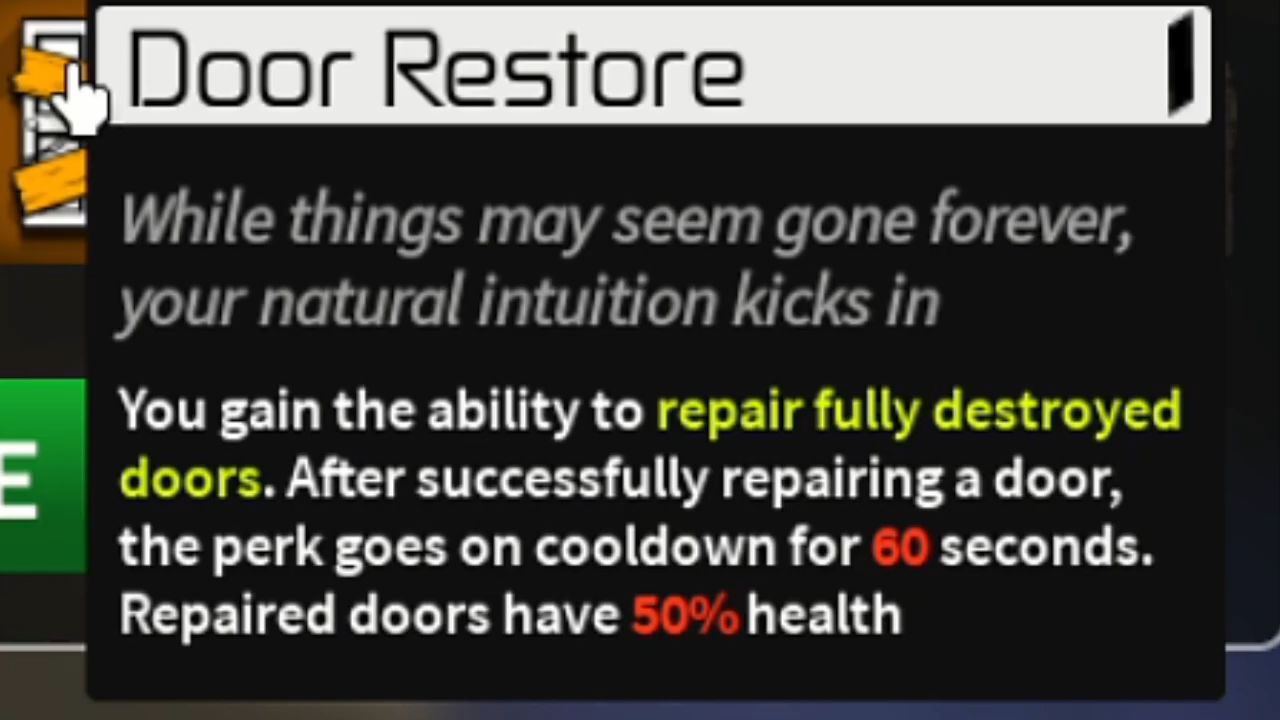 Door Restore
While things may seem gone forever,
your natural intuition kicks in
You gain the ability to repair fully destroyed
doors. After successfully repairing a door,
the perk goes on cooldown for 60 seconds.
Repaired doors have 50% health
E